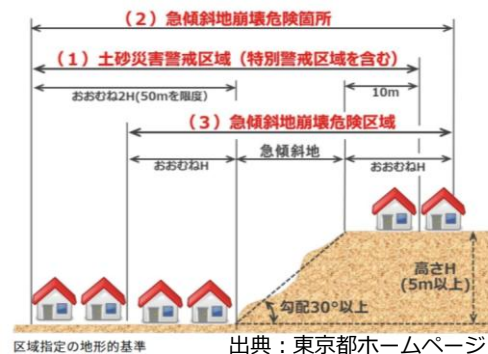 （２）急傾斜地崩壊危険箇所
（１）土砂災害警戒区域（特別警戒区域を含む）
おおむね2H(50mを限度)
10m
（３）急傾斜地崩壊危険区域
おおむねH
急傾斜地
おおむねH
高さH
(5m以上)
勾配30°以上
区域指定の地形的基準
出典：東京都ホームページ